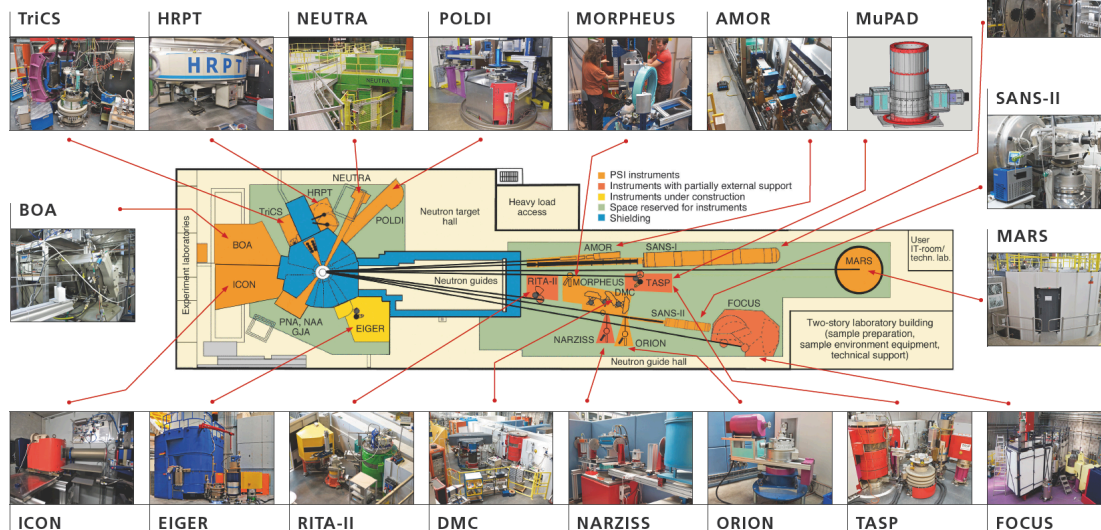 TriCS
HRPT
NEUTRA
POLDI
MORPHEUS
AMOR
MuPAD
HRPT
NEUTRA
SANS-II
BOA
MARS
NEUTRA
HRPT
TriCS
POLDI
Neutron target
hall
Heavy load
access
PSI instruments
Instruments with partially external support
Instruments under construction
Space reserved for instruments
Shielding
Experiment laboratories
BOA
ICON
PNA, NAA
GJA
EIGER
Neutron guides
AMOR
SANS-I
RITA-II
MORPHEUS
TASP
DMC
SANS-II
FOCUS
NARZISS
ORION
MARS
User
IT-room/
techn. lab.
Two-story laboratory building
(sample preparation,
sample environment equipment,
technical support)
Neutron guide hall
ICON
EIGER
RITA-II
DMC
NARZISS
ORION
TASP
FOCUS